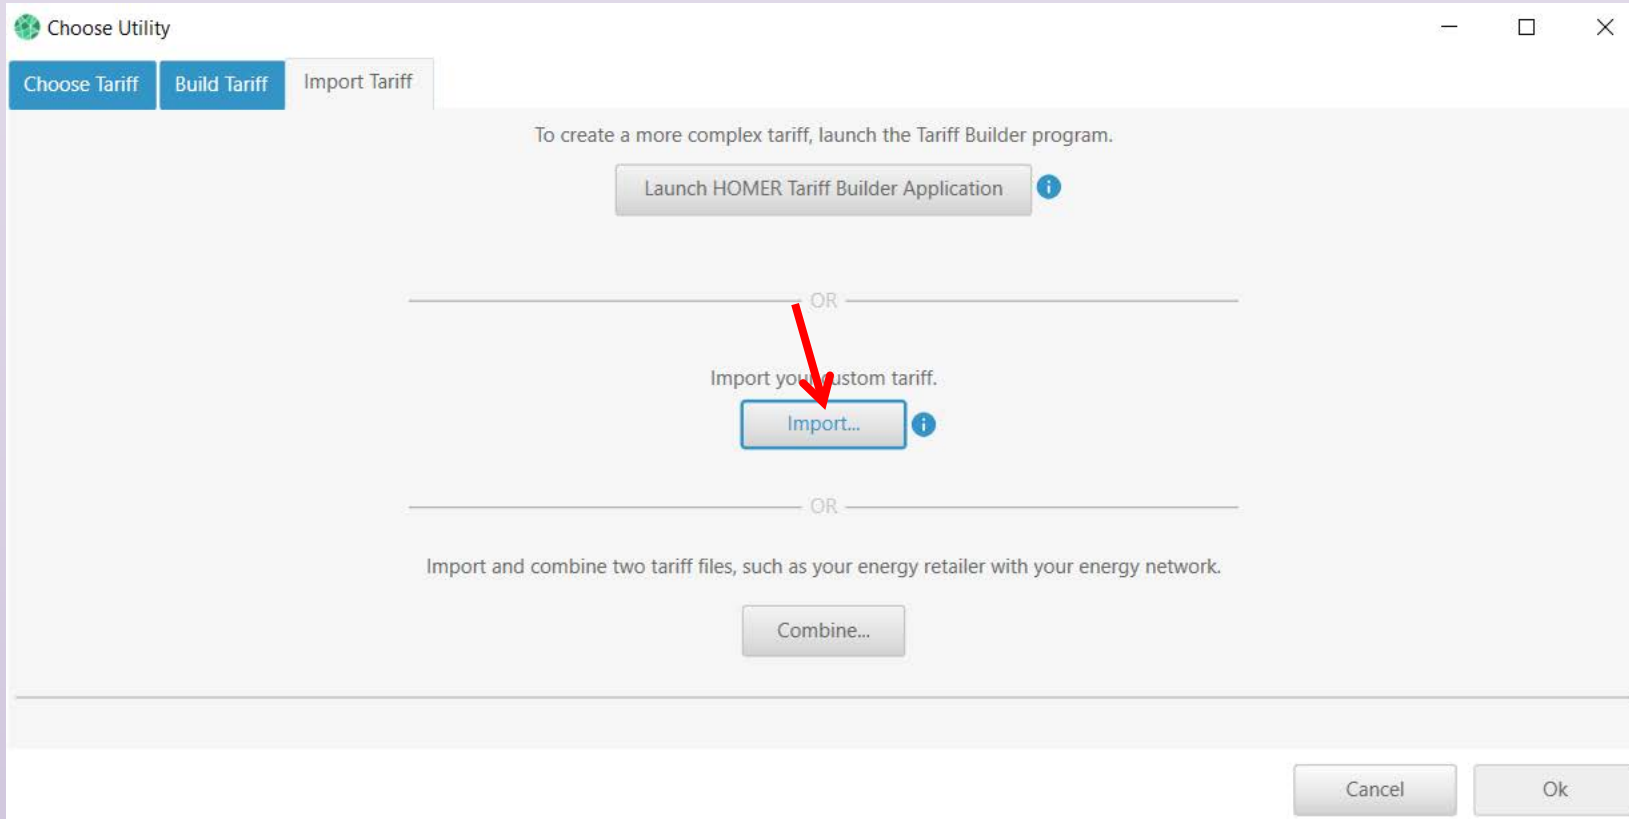 Choose Utility
Choose Tariff Build Tariff Import Tariff
To create a more complex tariff, launch the Tariff Builder program.
Launch HOMER Tariff Builder Application
OR
Import your custom tariff.
Import...
OR
Import and combine two tariff files, such as your energy retailer with your energy network.
Combine...
Cancel Ok